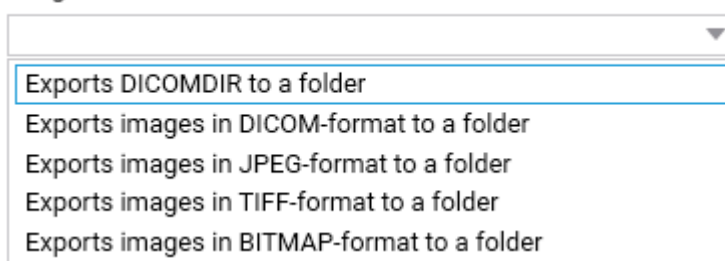 Exports DICOMDIR to a folder
Exports images in DICOM-format to a folder
Exports images in JPEG-format to a folder
Exports images in TIFF-format to a folder
Exports images in BITMAP-format to a folder